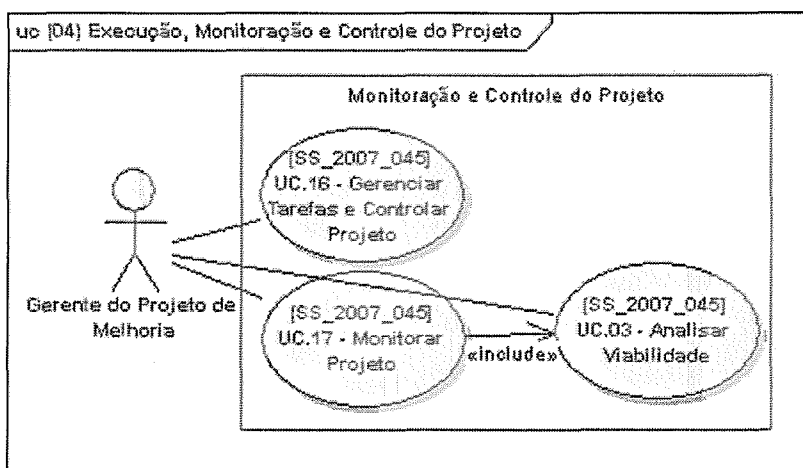 uc [04] Execução, Monitoração e Controle do Projeto
Monitoração e Controle do Projeto
[SS_2007_045]
UC.16 - Gerenciar
Tarefas e Controlar
Projeto
Gerente do Projeto de
Melhoria
[SS_2007_045]
UC.17 - Monitorar
Projeto
«include»
[SS_2007_045]
UC.03 - Analisar
Viabilidade